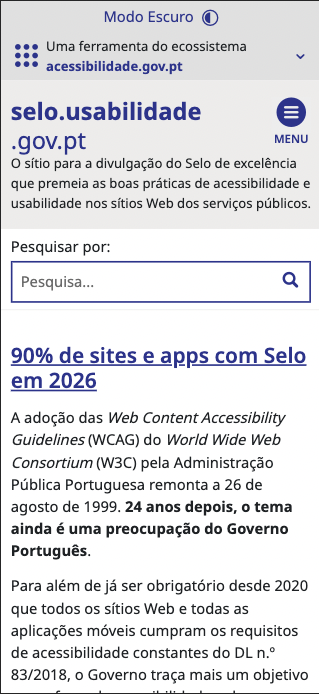 Modo Escuro
Uma ferramenta do ecossistema
acessibilidade.gov.pt
selo.usabilidade
.gov.pt
MENU
O sítio para a divulgação do Selo de excelência
que premeia as boas práticas de acessibilidade e
usabilidade nos sítios Web dos serviços públicos.
Pesquisar por:
Pesquisa...
90% de sites e apps com Selo
em 2026
A adoção das Web Content Accessibility
Guidelines (WCAG) do World Wide Web
Consortium (W3C) pela Administração
Pública Portuguesa remonta a 26 de
agosto de 1999. 24 anos depois, o tema
ainda é uma preocupação do Governo
Português.
Para além de já ser obrigatório desde 2020
que todos os sítios Web e todas as
aplicações móveis cumpram os requisitos
de acessibilidade constantes do DL n.º
83/2018, o Governo traça mais um objetivo